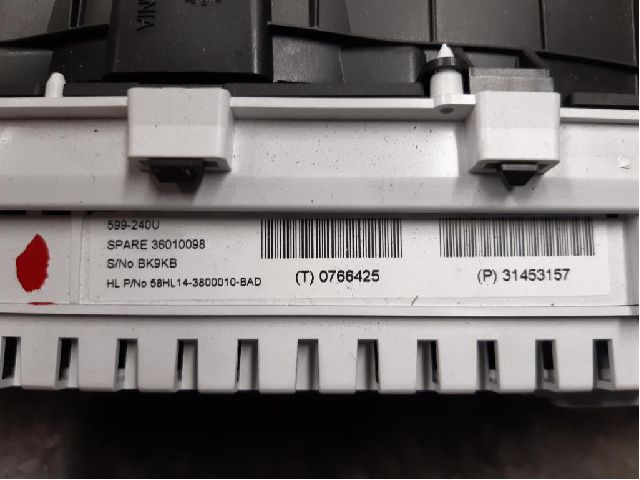 599-240U
SPARE 36010098
S/No BK9KB
HL P/No 58HL14-3800010-BAD
(T) 0766425
(P) 31453157